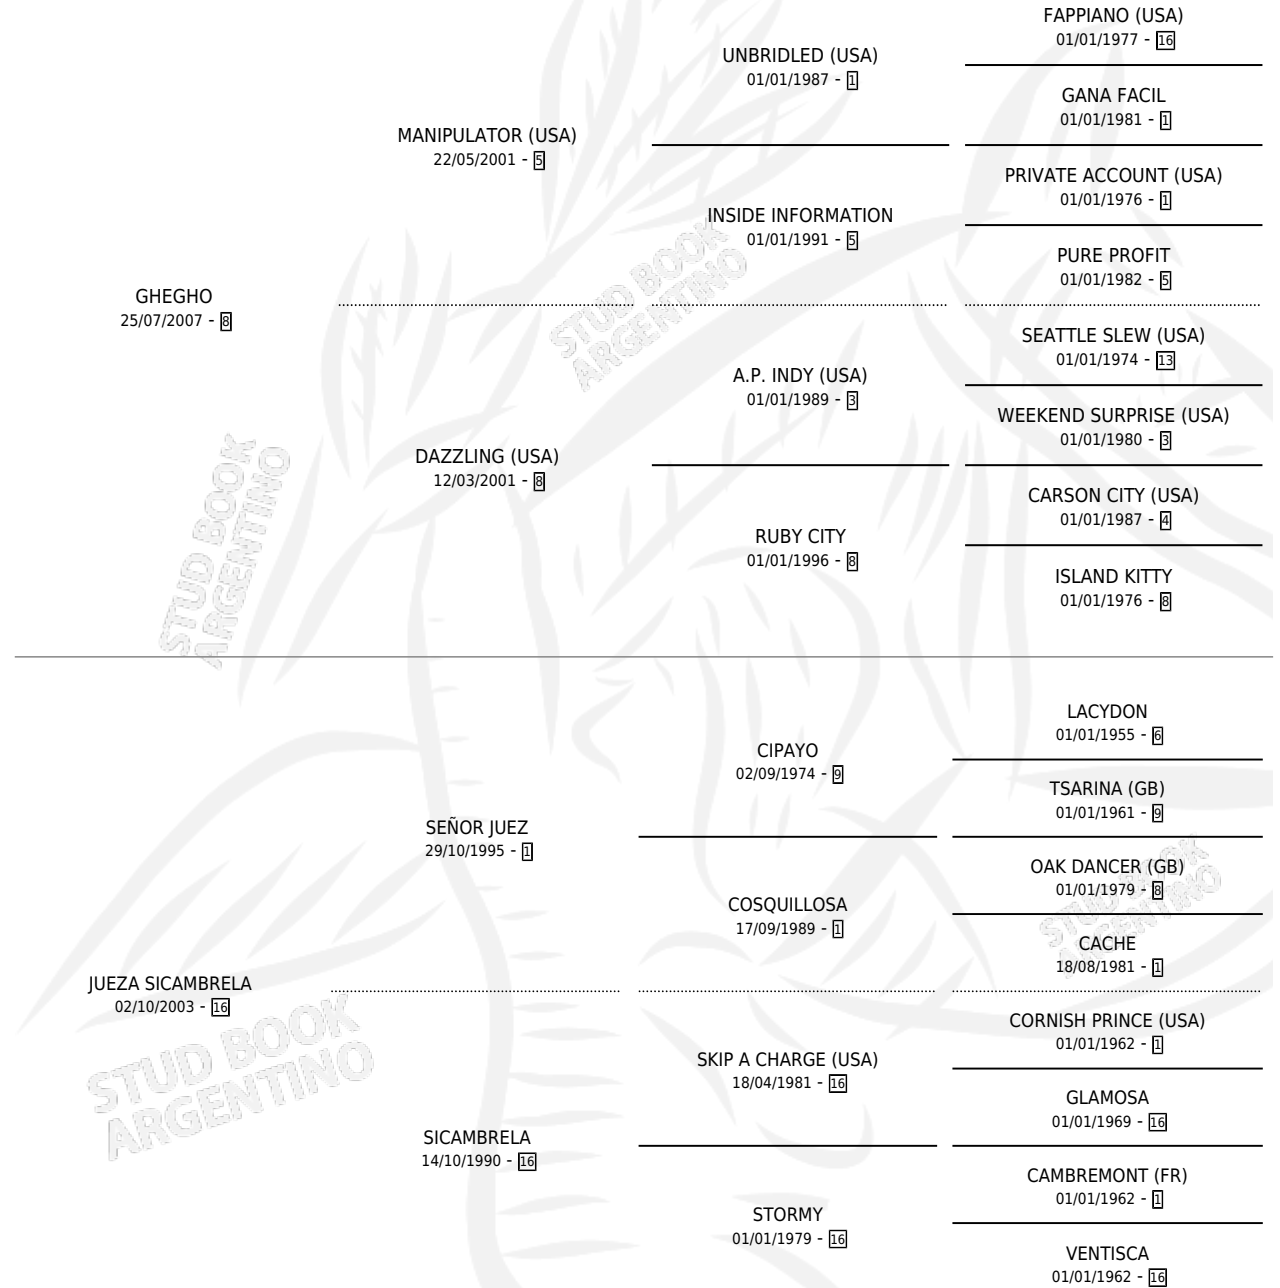 FAPPIANO (USA)
01/01/1977 - 16
UNBRIDLED (USA)
01/01/1987 - 1
GANA FACIL
01/01/1981 - 1
MANIPULATOR (USA)
22/05/2001 - 5
PRIVATE ACCOUNT (USA)
01/01/1976 - 1
INSIDE INFORMATION
01/01/1991 - 5
PURE PROFIT
01/01/1982 - 5
GHEGHO
25/07/2007 - 8
SEATTLE SLEW (USA)
01/01/1974 - 13
A.P. INDY (USA)
01/01/1989 - 3
WEEKEND SURPRISE (USA)
01/01/1980 - 3
DAZZLING (USA)
12/03/2001 - 8
CARSON CITY (USA)
01/01/1987 - 4
RUBY CITY
01/01/1996 - 8
ISLAND KITTY
01/01/1976 - 8
LACYDON
01/01/1955 - 6
CIPAYO
02/09/1974 - 9
TSARINA (GB)
01/01/1961 - 9
SEÑOR JUEZ
29/10/1995 - 1
OAK DANCER (GB)
01/01/1979 - 8
COSQUILLOSA
17/09/1989 - 1
CACHE
18/08/1981 - 1
JUEZA SICAMBRELA
02/10/2003 - 16
CORNISH PRINCE (USA)
01/01/1962 - 1
SKIP A CHARGE (USA)
18/04/1981 - 16
GLAMOSA
01/01/1969 - 16
SICAMBRELA
14/10/1990 - 16
CAMBREMONT (FR)
01/01/1962 - 1
STORMY
01/01/1979 - 16
VENTISCA
01/01/1962 - 16
STUD BOOK
ARGENTINO
STUD BOOK
ARGENTINO
STUD BOOK
ARGENTINO
STUD BOOK
ARGENTINO